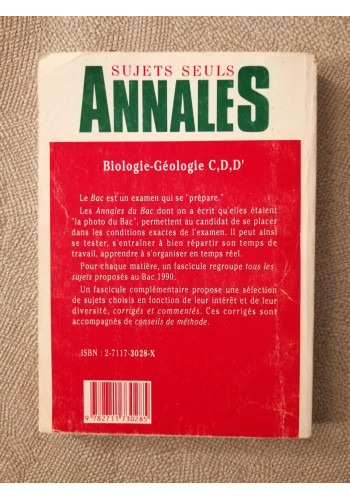 SUJETS SEULS
ANNALES
Biologie-Géologie C,D,D'
Le Bac est un examen qui se "prépare."
Les Annales du Bac dont on a écrit qu'elles étaient
"la photo du Bac", permettent au candidat de se placer
dans les conditions exactes de l'examen. Il peut ainsi
se tester, s'entraîner à bien répartir son temps de
travail, apprendre à s'organiser en temps réel.
Pour chaque matière, un fascicule regroupe tous les
sujets proposés au Bac 1990.
Un fascicule complémentaire propose une sélection
de sujets choisis en fonction de leur intérêt et de leur
diversité, corrigés et commentés. Ces corrigés sont
accompagnés de conseils de méthode.
ISBN : 2-7117-3028-X
9 782711 730285